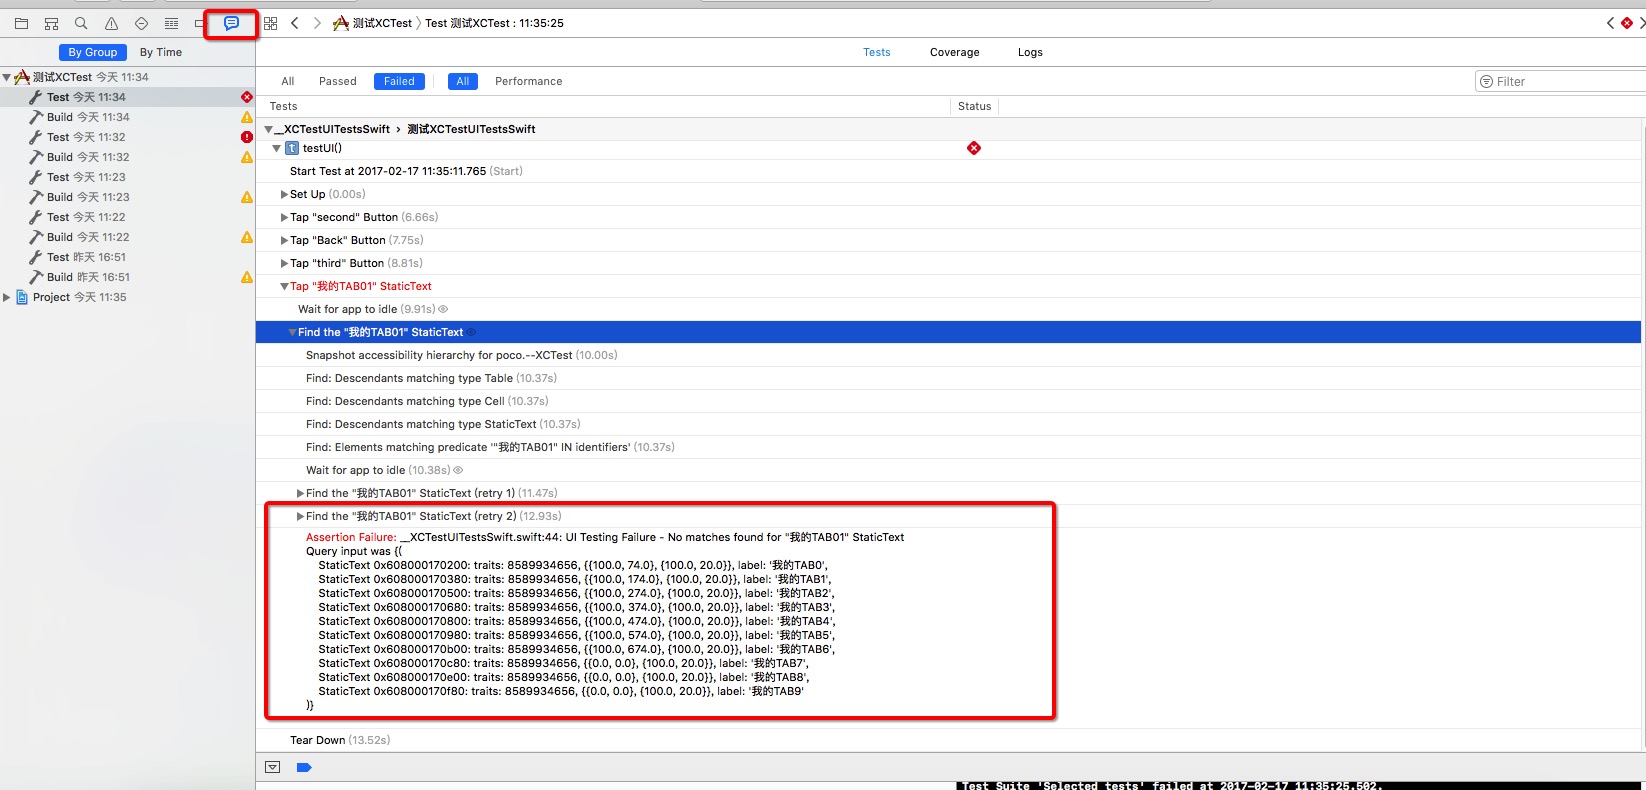 测试XCTest 〉 Test 测试XCTest : 11:35:25
By Group By Time
Tests Coverage Logs
测试XCTest 今天 11:34
Test 今天 11:34
Build 今天 11:34
Test 今天 11:32
Build 今天 11:32
Test 今天 11:23
Build 今天 11:23
Test 今天 11:22
Build 今天 11:22
Test 昨天 16:51
Build 昨天 16:51
Project 今天 11:35
All Passed Failed All Performance Filter
Tests Status
__XCTestUITestsSwift › 测试XCTestUITestsSwift
t testUI()
Start Test at 2017-02-17 11:35:11.765 (Start)
Set Up (0.00s)
Tap "second" Button (6.66s)
Tap "Back" Button (7.75s)
Tap "third" Button (8.81s)
Tap "我的TAB01" StaticText
Wait for app to idle (9.91s)
Find the "我的TAB01" StaticText
Snapshot accessibility hierarchy for poco.--XCTest (10.00s)
Find: Descendants matching type Table (10.37s)
Find: Descendants matching type Cell (10.37s)
Find: Descendants matching type StaticText (10.37s)
Find: Elements matching predicate '"我的TAB01" IN identifiers' (10.37s)
Wait for app to idle (10.38s)
Find the "我的TAB01" StaticText (retry 1) (11.47s)
Find the "我的TAB01" StaticText (retry 2) (12.93s)
Assertion Failure: __XCTestUITestsSwift.swift:44: UI Testing Failure - No matches found for "我的TAB01" StaticText
Query input was {(
StaticText 0x608000170200: traits: 8589934656, {{100.0, 74.0}, {100.0, 20.0}}, label: '我的TAB0',
StaticText 0x608000170380: traits: 8589934656, {{100.0, 174.0}, {100.0, 20.0}}, label: '我的TAB1',
StaticText 0x608000170500: traits: 8589934656, {{100.0, 274.0}, {100.0, 20.0}}, label: '我的TAB2',
StaticText 0x608000170680: traits: 8589934656, {{100.0, 374.0}, {100.0, 20.0}}, label: '我的TAB3',
StaticText 0x608000170800: traits: 8589934656, {{100.0, 474.0}, {100.0, 20.0}}, label: '我的TAB4',
StaticText 0x608000170980: traits: 8589934656, {{100.0, 574.0}, {100.0, 20.0}}, label: '我的TAB5',
StaticText 0x608000170b00: traits: 8589934656, {{100.0, 674.0}, {100.0, 20.0}}, label: '我的TAB6',
StaticText 0x608000170c80: traits: 8589934656, {{0.0, 0.0}, {100.0, 20.0}}, label: '我的TAB7',
StaticText 0x608000170e00: traits: 8589934656, {{0.0, 0.0}, {100.0, 20.0}}, label: '我的TAB8',
StaticText 0x608000170f80: traits: 8589934656, {{0.0, 0.0}, {100.0, 20.0}}, label: '我的TAB9'
)}
Tear Down (13.52s)
Test Suite 'Selected tests' failed at 2017-02-17 11:35:25.502.